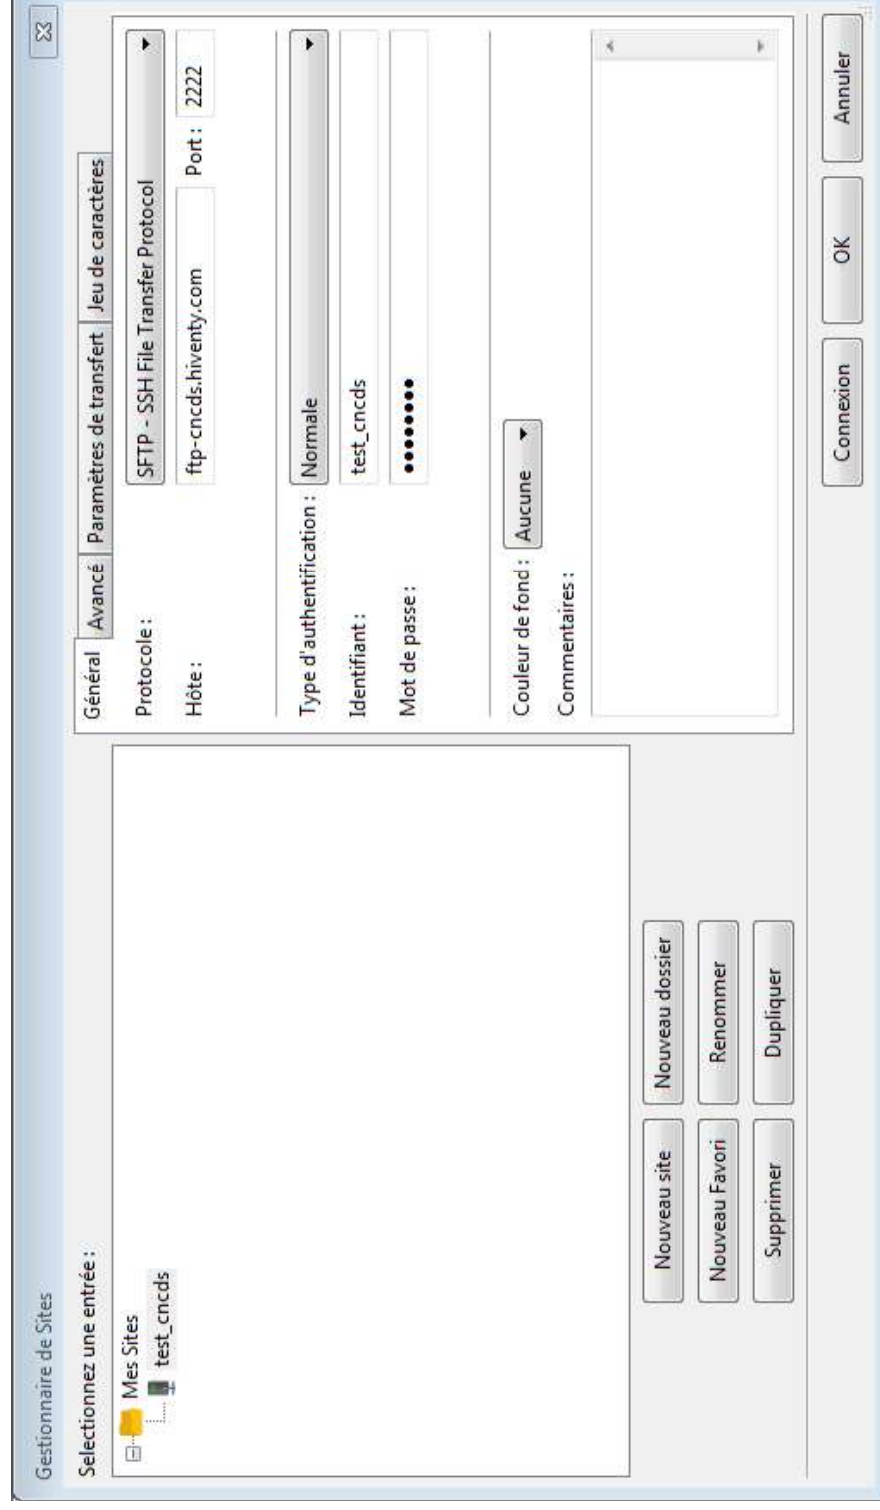 Gestionnaire de Sites
Selectionnez une entrée :
Mes Sites
test_cncds
Nouveau site
Nouveau dossier
Nouveau Favori
Renommer
Supprimer
Dupliquer
Général
Avancé
Paramètres de transfert
Jeu de caractères
Protocole :
SFTP - SSH File Transfer Protocol
Hôte :
ftp-cncds.hiventy.com
Port :
2222
Type d'authentification :
Normale
Identifiant :
test_cncds
Mot de passe :
●●●●●●●●
Couleur de fond :
Aucune
Commentaires :
Connexion
OK
Annuler